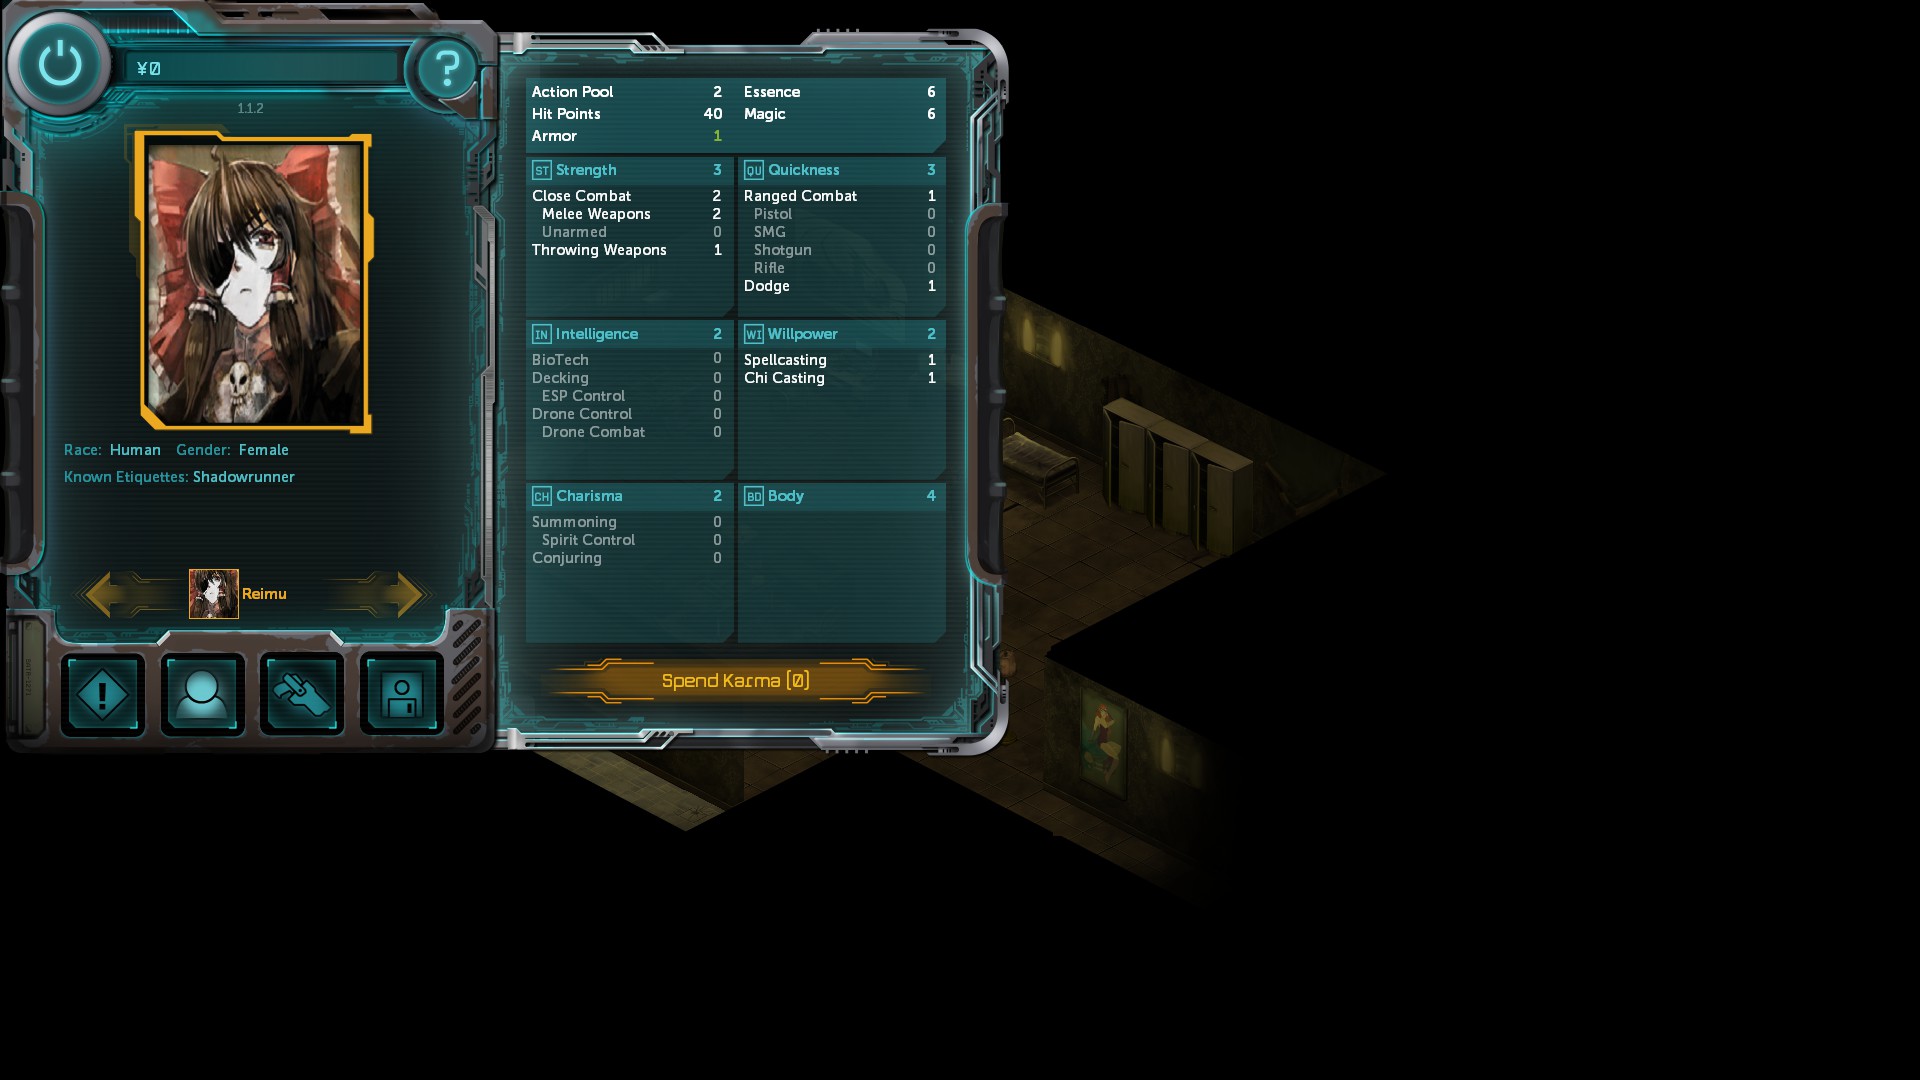 ¥0
?
1.1.2
Race: Human Gender: Female
Known Etiquettes: Shadowrunner
Reimu
Action Pool 2 Essence 6
Hit Points 40 Magic 6
Armor 1
ST Strength 3
Close Combat 2
Melee Weapons 2
Unarmed 0
Throwing Weapons 1
QU Quickness 3
Ranged Combat 1
Pistol 0
SMG 0
Shotgun 0
Rifle 0
Dodge 1
IN Intelligence 2
BioTech 0
Decking 0
ESP Control 0
Drone Control 0
Drone Combat 0
WI Willpower 2
Spellcasting 1
Chi Casting 1
CH Charisma 2
Summoning 0
Spirit Control 0
Conjuring 0
BD Body 4
Spend Karma [0]